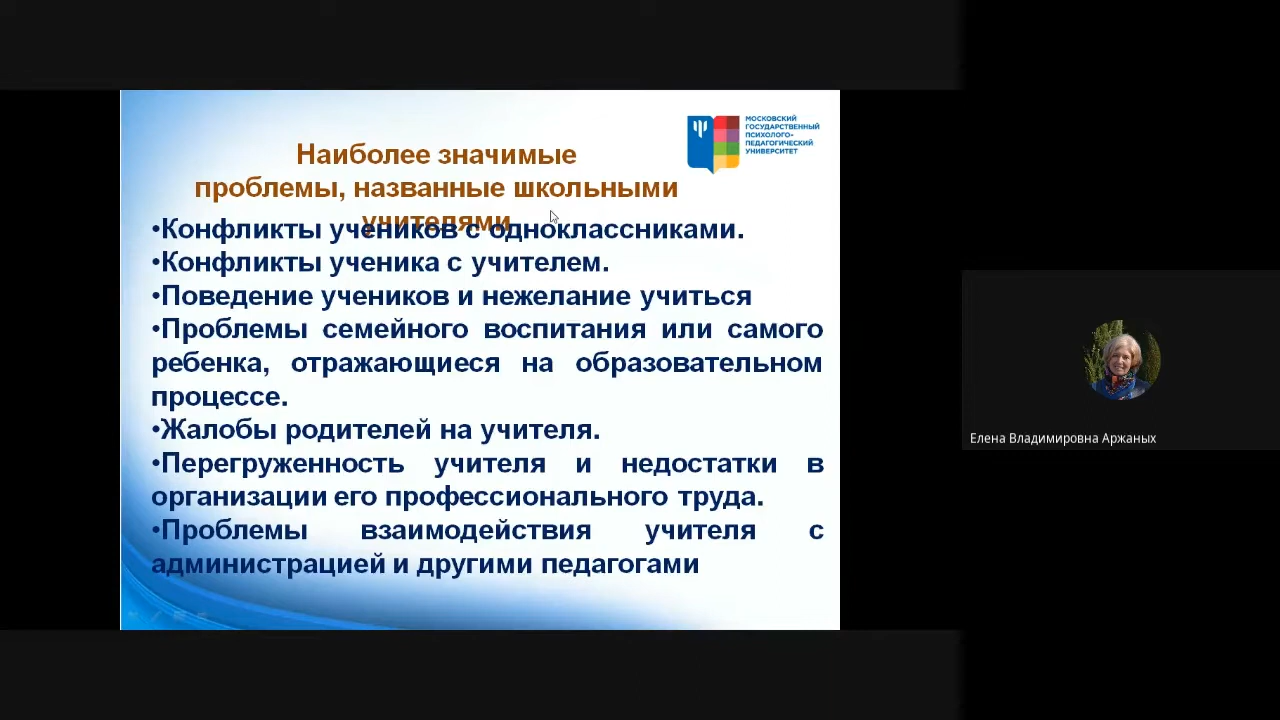 МОСКОВСКИЙ
ГОСУДАРСТВЕННЫЙ
ПСИХОЛОГО-
ПЕДАГОГИЧЕСКИЙ
УНИВЕРСИТЕТ
Наиболее значимые
проблемы, названные школьными
учителями
•Конфликты учеников с одноклассниками.
•Конфликты ученика с учителем.
•Поведение учеников и нежелание учиться
•Проблемы семейного воспитания или самого
ребенка, отражающиеся на образовательном
процессе.
•Жалобы родителей на учителя.
•Перегруженность учителя и недостатки в
организации его профессионального труда.
•Проблемы взаимодействия учителя с
администрацией и другими педагогами
Елена Владимировна Аржаных